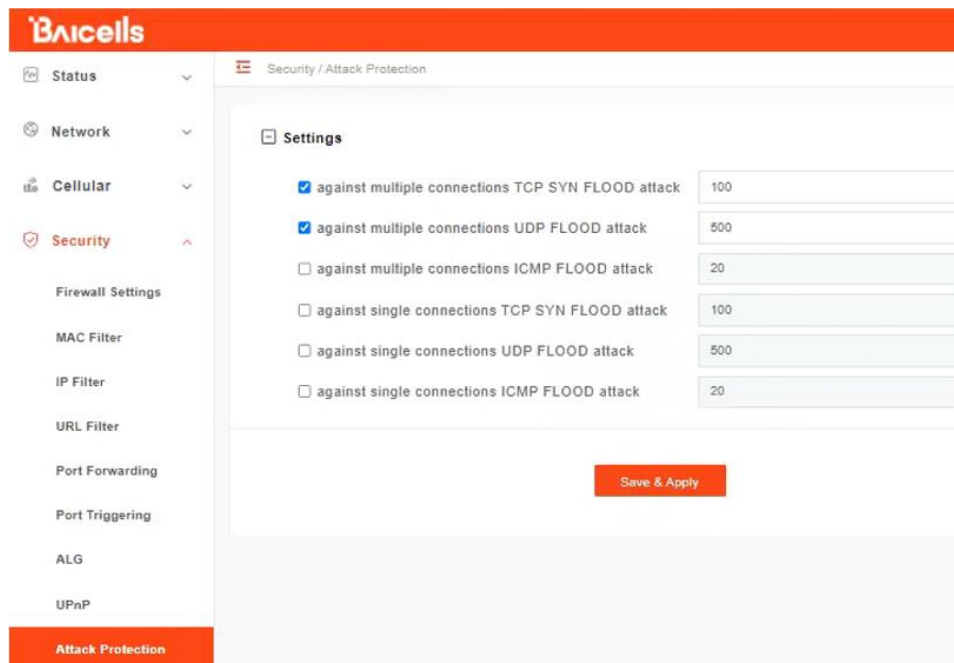 BAICELLS
Status
Security / Attack Protection
Network
Settings
Cellular
against multiple connections TCP SYN FLOOD attack 100
against multiple connections UDP FLOOD attack 500
Security
against multiple connections ICMP FLOOD attack 20
Firewall Settings
against single connections TCP SYN FLOOD attack 100
MAC Filter
against single connections UDP FLOOD attack 500
IP Filter
against single connections ICMP FLOOD attack 20
URL Filter
Port Forwarding
Save & Apply
Port Triggering
ALG
UPnP
Attack Protection